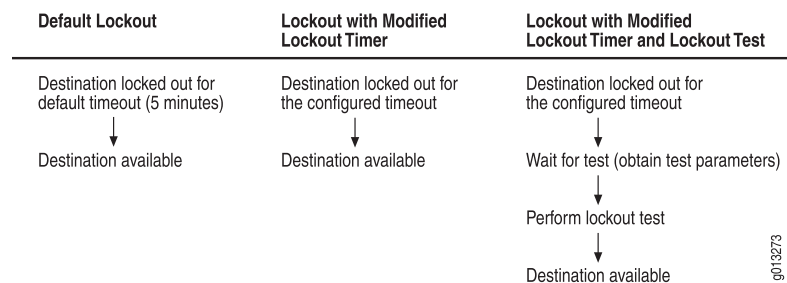 Default Lockout
Lockout with Modified
Lockout Timer
Lockout with Modified
Lockout Timer and Lockout Test
Destination locked out for
default timeout (5 minutes)
Destination available
Destination locked out for
the configured timeout
Destination available
Destination locked out for
the configured timeout
Wait for test (obtain test parameters)
Perform lockout test
Destination available
g013273